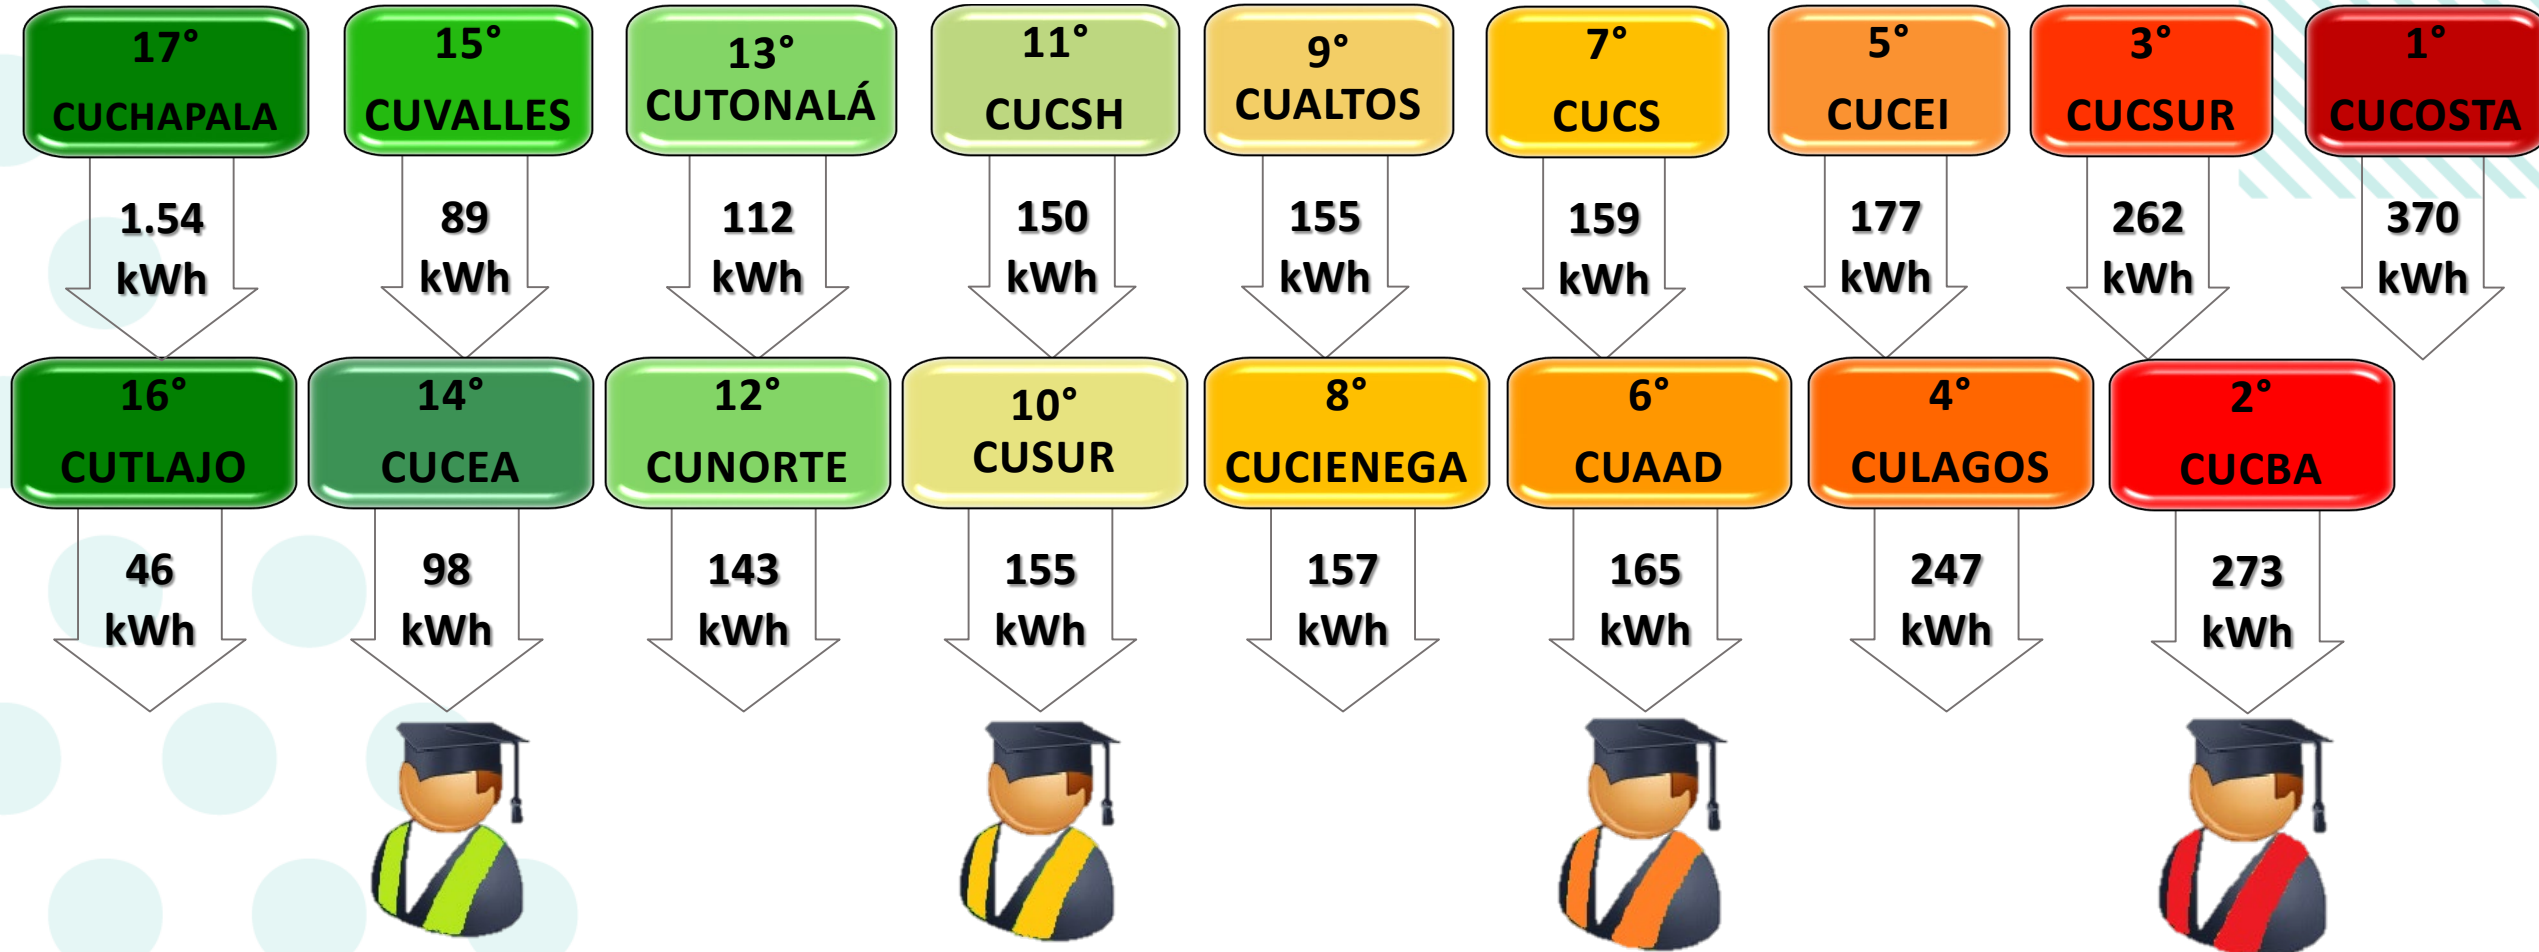 17°
CUCHAPALA
1.54
kWh
15°
CUVALLES
89
kWh
13°
CUTONALÁ
112
kWh
11°
CUCSH
150
kWh
9°
CUALTOS
155
kWh
7°
CUCS
159
kWh
5°
CUCEI
177
kWh
3°
CUCSUR
262
kWh
1°
CUCOSTA
370
kWh
16°
CUTLAJO
46
kWh
14°
CUCEA
98
kWh
12°
CUNORTE
143
kWh
10°
CUSUR
155
kWh
8°
CUCIENEGA
157
kWh
6°
CUAAD
165
kWh
4°
CULAGOS
247
kWh
2°
CUCBA
273
kWh